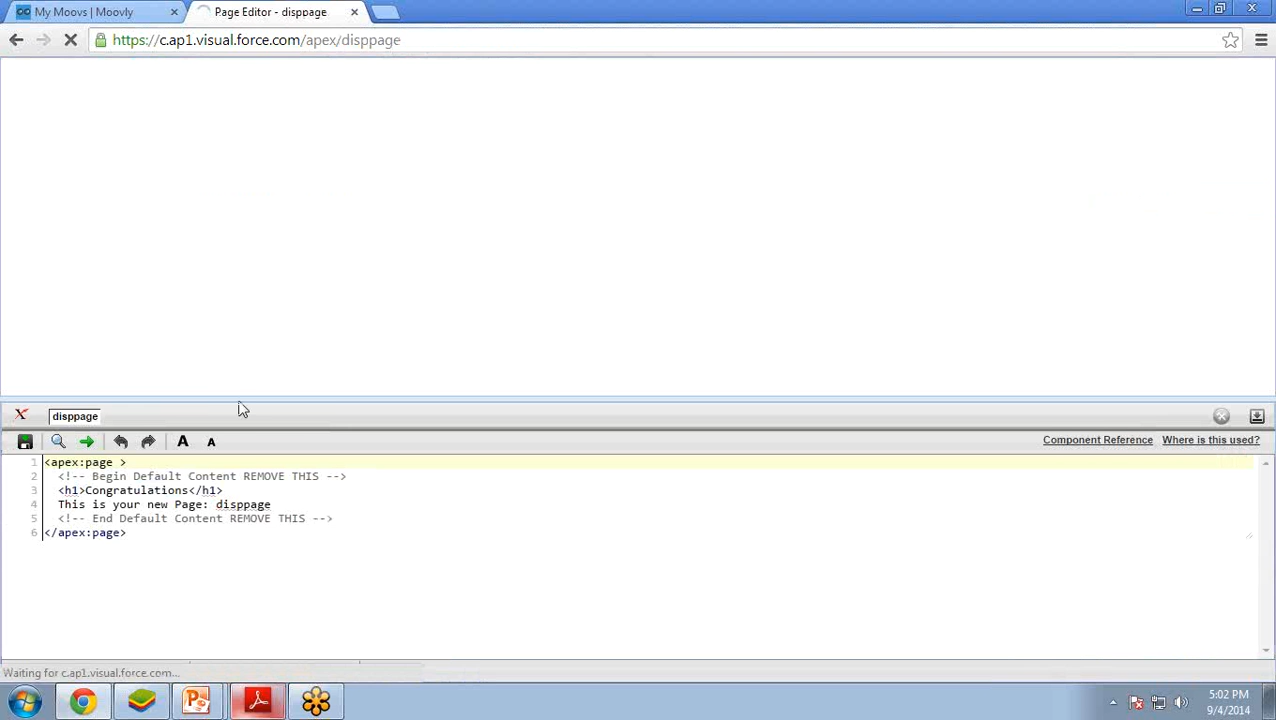 My Moovs | Moovly
Page Editor - disppage
https://c.ap1.visual.force.com/apex/disppage
disppage
A A
Component Reference Where is this used?
1 <apex:page >
2 <!-- Begin Default Content REMOVE THIS -->
3 <h1>Congratulations</h1>
4 This is your new Page: disppage
5 <!-- End Default Content REMOVE THIS -->
6 </apex:page>
Waiting for c.ap1.visual.force.com...
5:02 PM
9/4/2014